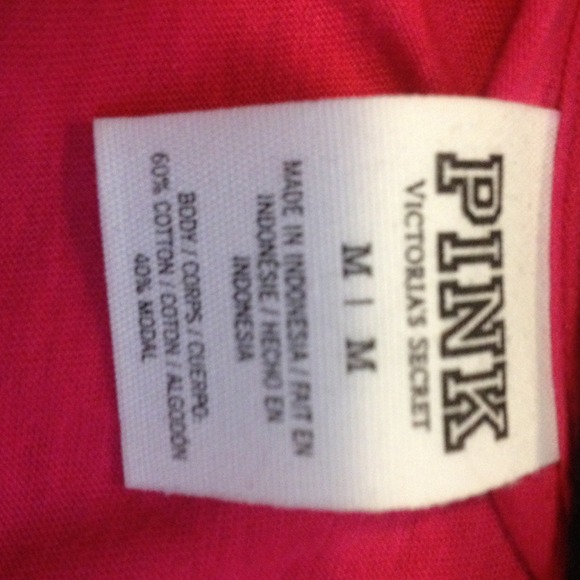 PINK
VICTORIA'S SECRET
M | M
MADE IN INDONESIA / FAIT EN
INDONÉSIE / HECHO EN
INDONESIA
BODY / CORPS / CUERPO:
60% COTTON / COTON / ALGODÓN
40% MODAL